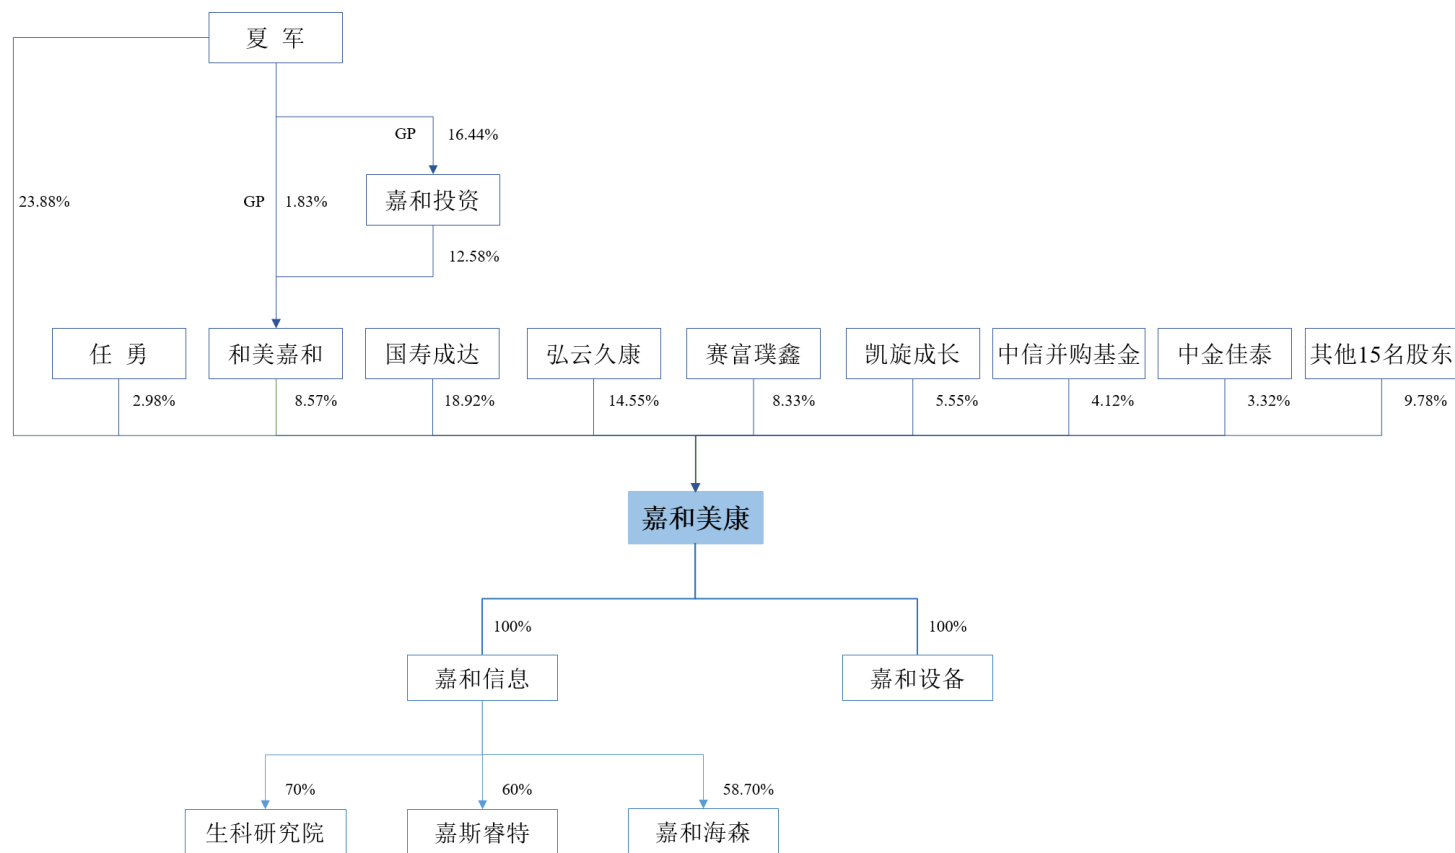 夏 军
GP
16.44%
23.88%
GP
1.83%
嘉和投资
12.58%
任 勇
和美嘉和
国寿成达
弘云久康
赛富璞鑫
凯旋成长
中信并购基金
中金佳泰
其他15名股东
2.98%
8.57%
18.92%
14.55%
8.33%
5.55%
4.12%
3.32%
9.78%
嘉和美康
100%
100%
嘉和信息
嘉和设备
70%
60%
58.70%
生科研究院
嘉斯睿特
嘉和海森